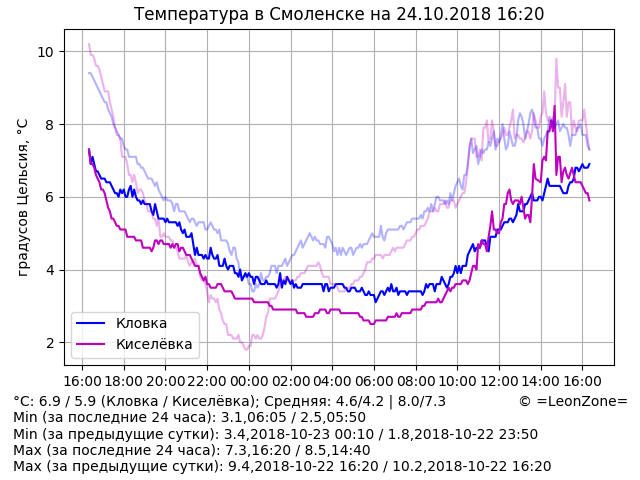 Температура в Смоленске на 24.10.2018 16:20
градусов Цельсия, °C
10
8
6
4
2
Кловка
Киселёвка
16:00 18:00 20:00 22:00 00:00 02:00 04:00 06:00 08:00 10:00 12:00 14:00 16:00
°C: 6.9 / 5.9 (Кловка / Киселёвка); Средняя: 4.6/4.2 | 8.0/7.3 © =LeonZone=
Min (за последние 24 часа): 3.1,06:05 / 2.5,05:50
Min (за предыдущие сутки): 3.4,2018-10-23 00:10 / 1.8,2018-10-22 23:50
Max (за последние 24 часа): 7.3,16:20 / 8.5,14:40
Max (за предыдущие сутки): 9.4,2018-10-22 16:20 / 10.2,2018-10-22 16:20